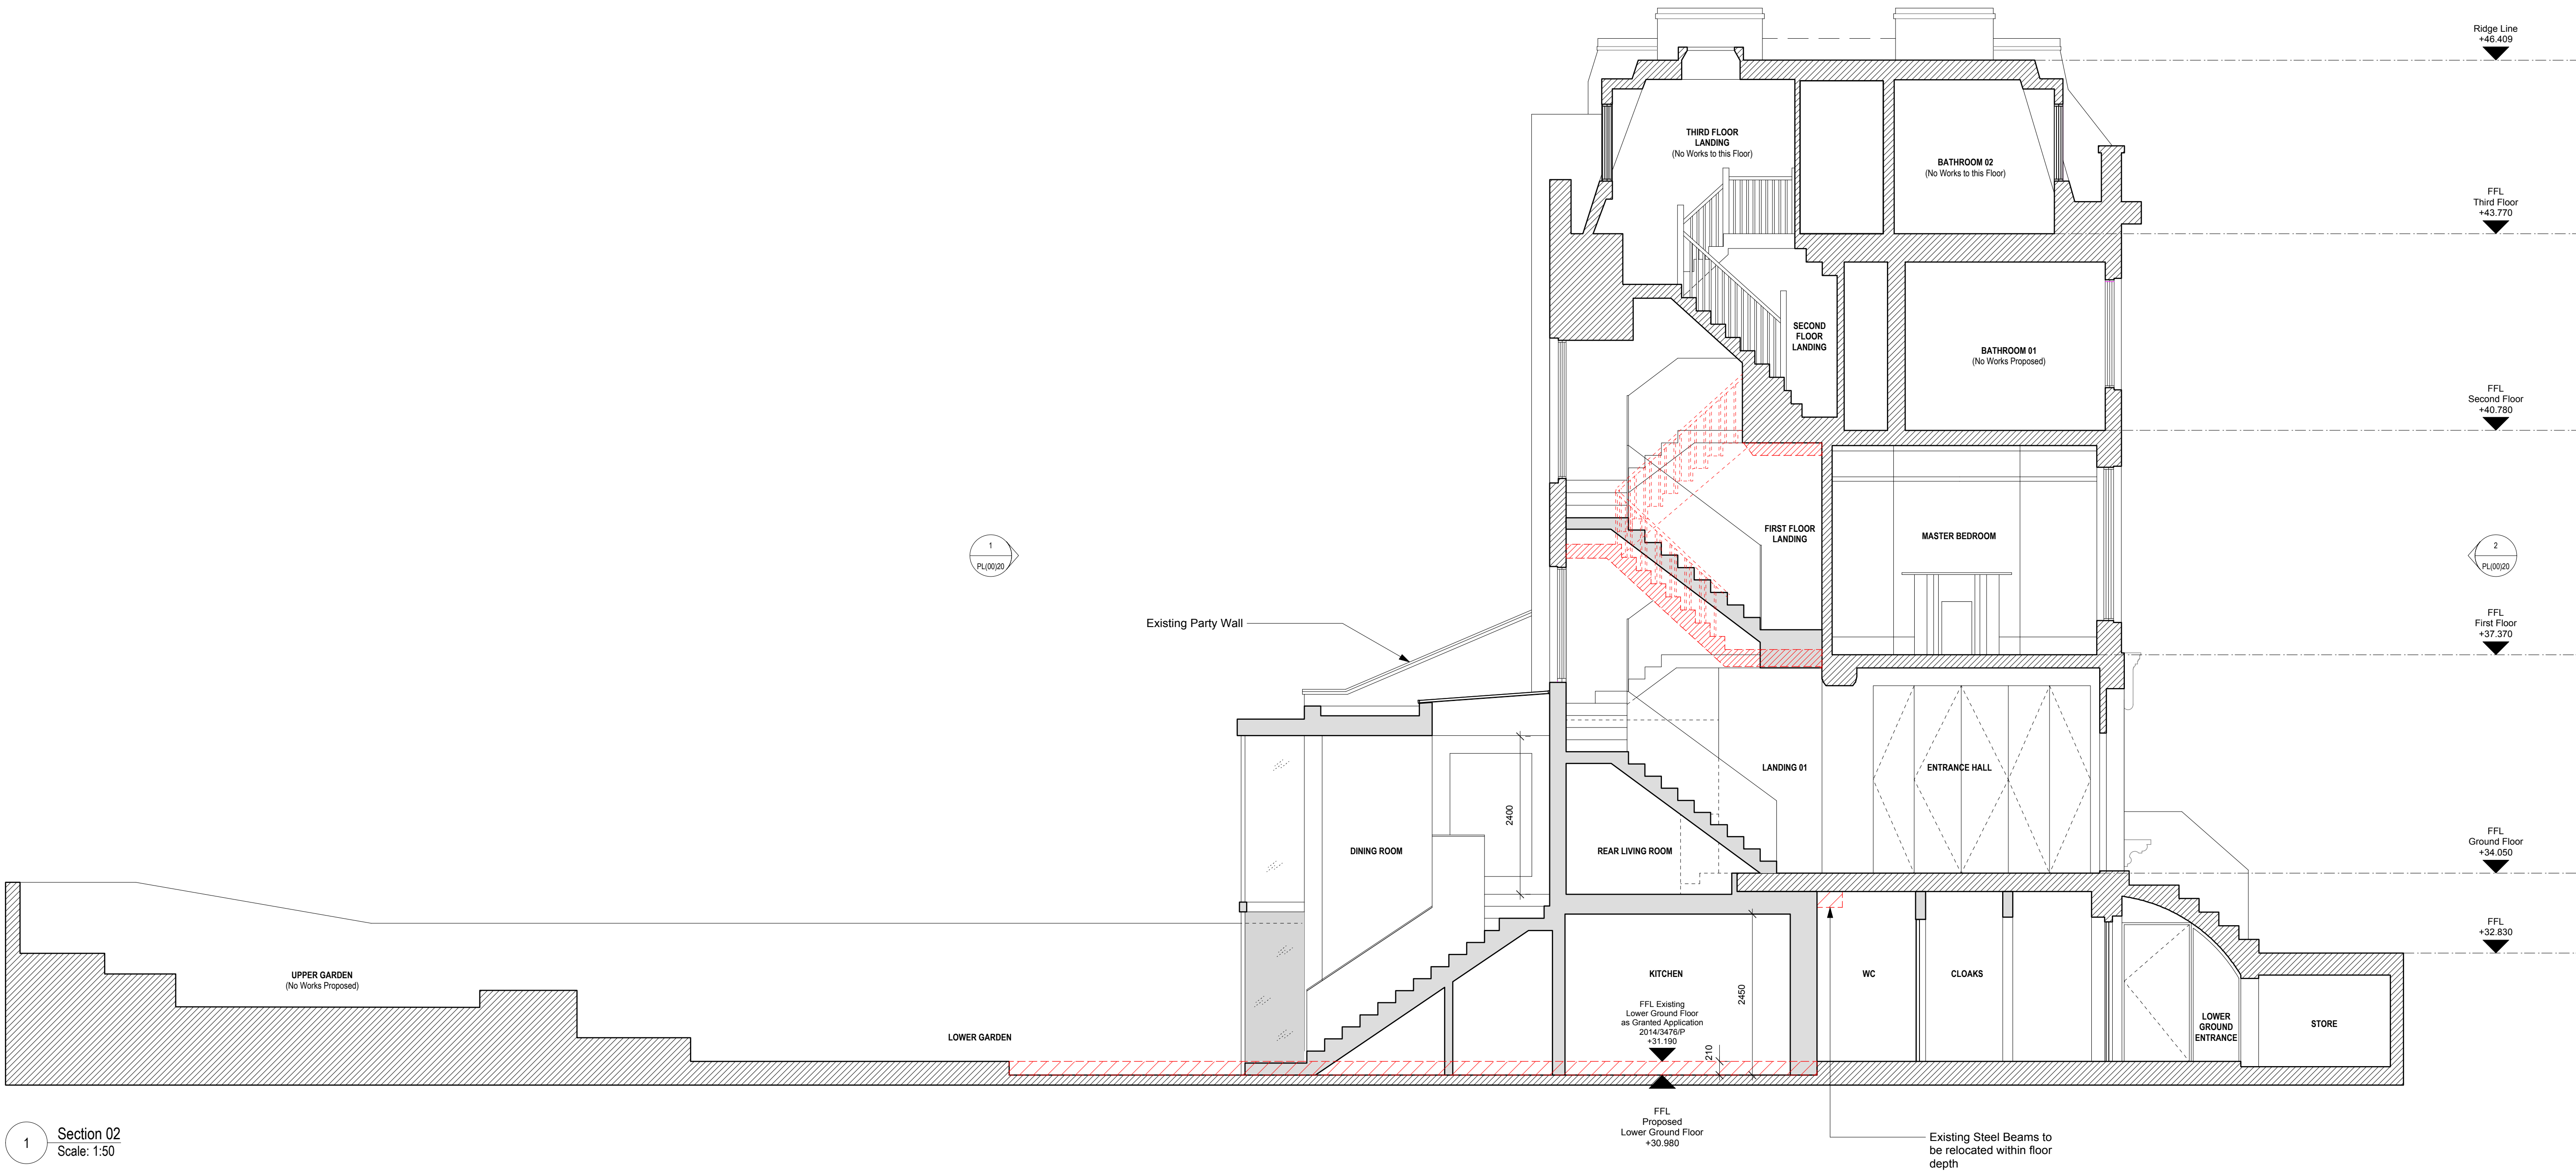 Ridge Line
+46.409
THIRD FLOOR
LANDING
(No Works to this Floor)
BATHROOM 02
(No Works to this Floor)
FFL
Third Floor
+43.770
SECOND
FLOOR
LANDING
BATHROOM 01
(No Works Proposed)
FFL
Second Floor
+40.780
FIRST FLOOR
LANDING
MASTER BEDROOM
1
PL(00)20
2
PL(00)20
Existing Party Wall
FFL
First Floor
+37.370
LANDING 01
ENTRANCE HALL
2400
DINING ROOM
REAR LIVING ROOM
FFL
Ground Floor
+34.050
FFL
+32.830
UPPER GARDEN
(No Works Proposed)
LOWER GARDEN
KITCHEN
FFL Existing
Lower Ground Floor
as Granted Application
2014/3476/P
+31.190
2450
210
WC
CLOAKS
LOWER
GROUND
ENTRANCE
STORE
FFL
Proposed
Lower Ground Floor
+30.980
Existing Steel Beams to
be relocated within floor
depth
1
Section 02
Scale: 1:50